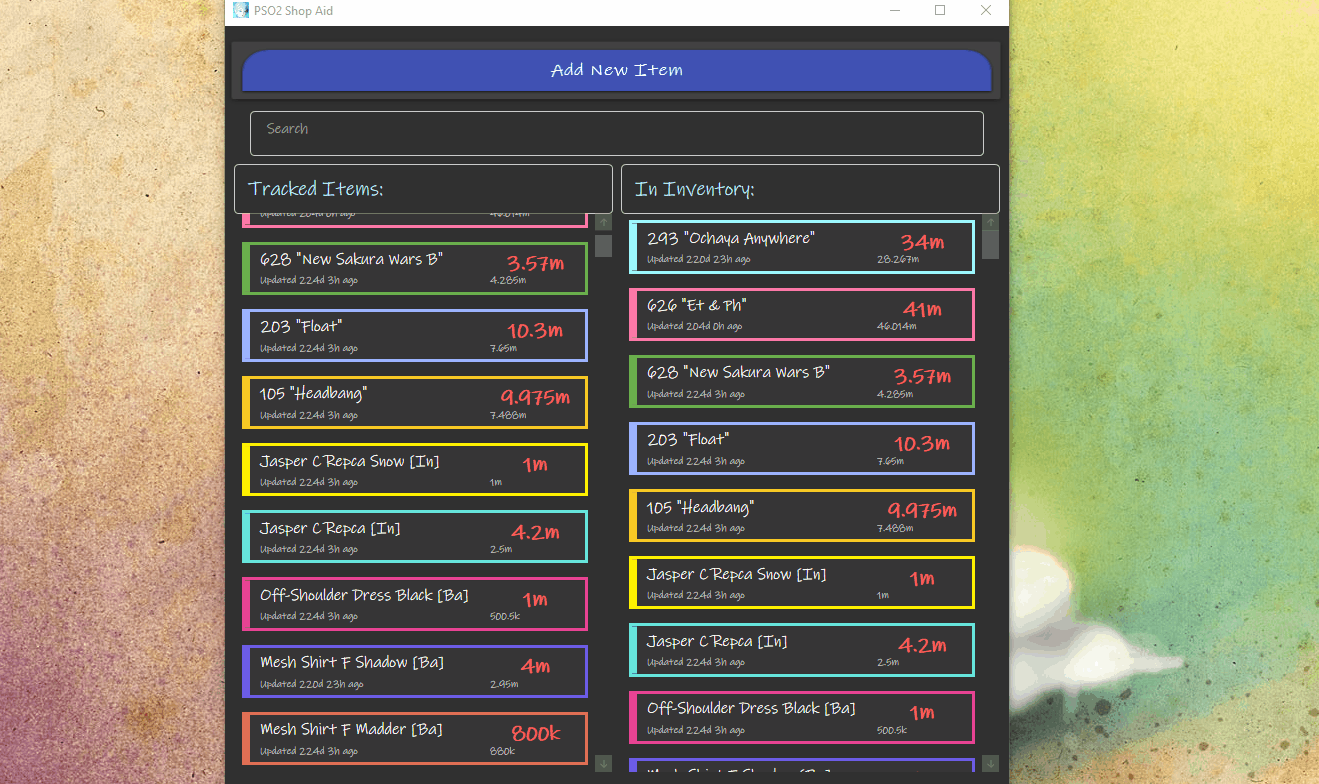 PSO2 Shop Aid
Add New Item
Search
Tracked Items:
628 "New Sakura Wars B"
3.57m
Updated 224d 3h ago
4.285m
203 "Float"
10.3m
Updated 224d 3h ago
7.65m
105 "Headbang"
9.975m
Updated 224d 3h ago
7.488m
Jasper C Repca Snow [In]
1m
Updated 224d 3h ago
1m
Jasper C Repca [In]
4.2m
Updated 224d 3h ago
2.5m
Off-Shoulder Dress Black [Ba]
1m
Updated 224d 3h ago
500.5k
Mesh Shirt F Shadow [Ba]
4m
Updated 220d 23h ago
2.95m
Mesh Shirt F Madder [Ba]
800k
Updated 224d 3h ago
880k
In Inventory:
293 "Ochaya Anywhere"
34m
Updated 220d 23h ago
28.267m
626 "Et & Ph"
41m
Updated 204d 0h ago
46.014m
628 "New Sakura Wars B"
3.57m
Updated 224d 3h ago
4.285m
203 "Float"
10.3m
Updated 224d 3h ago
7.65m
105 "Headbang"
9.975m
Updated 224d 3h ago
7.488m
Jasper C Repca Snow [In]
1m
Updated 224d 3h ago
1m
Jasper C Repca [In]
4.2m
Updated 224d 3h ago
2.5m
Off-Shoulder Dress Black [Ba]
1m
Updated 224d 3h ago
500.5k